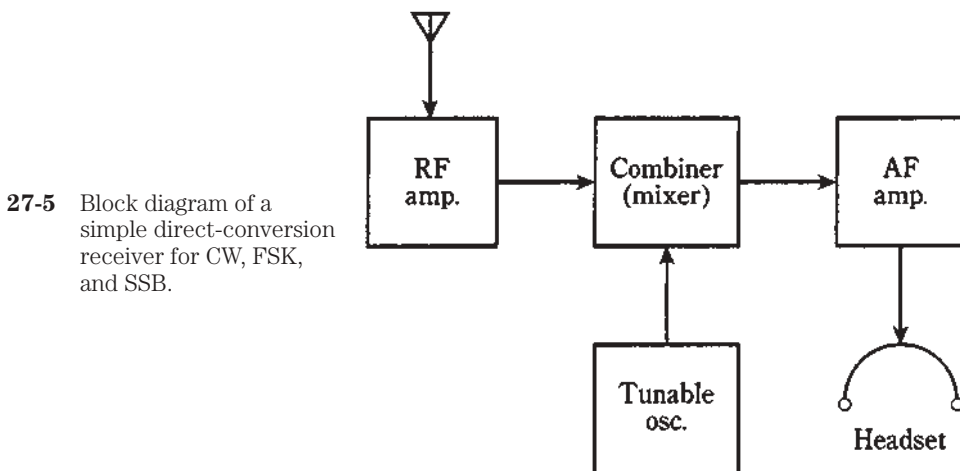 27-5 Block diagram of a
simple direct-conversion
receiver for CW, FSK,
and SSB.
RF
amp.
Combiner
(mixer)
AF
amp.
Tunable
osc.
Headset